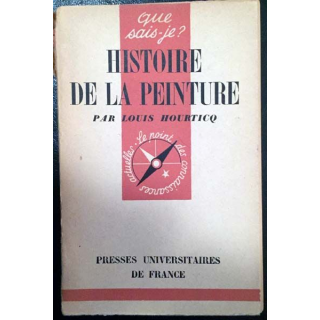 que
sais-je?
HISTOIRE
DE LA PEINTURE
PAR LOUIS HOURTICQ
le point des connaissances actuelles
PRESSES UNIVERSITAIRES
DE FRANCE